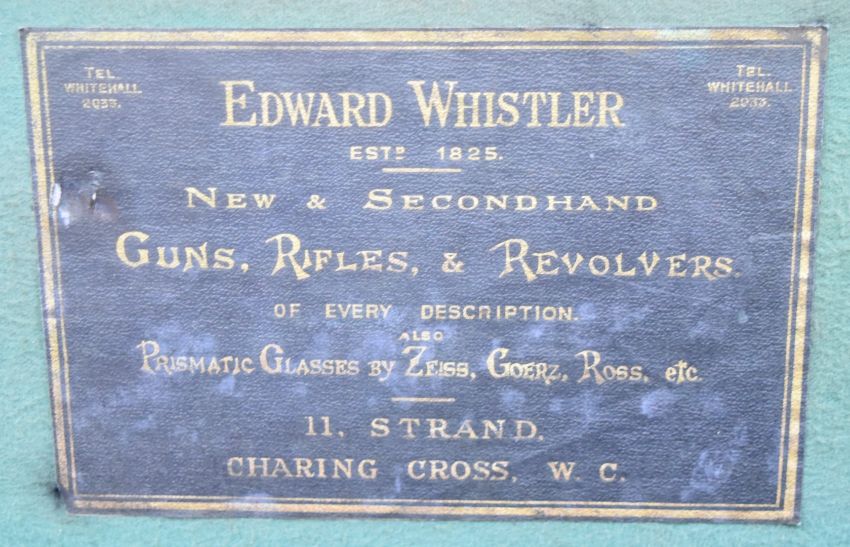 TEL.
WHITEHALL
2033.
TEL.
WHITEHALL
2033.
EDWARD WHISTLER
ESTD 1825.
NEW & SECONDHAND
GUNS, RIFLES, & REVOLVERS.
OF EVERY DESCRIPTION.
ALSO
PRISMATIC GLASSES BY ZEISS, GOERZ, ROSS, etc.
11, STRAND,
CHARING CROSS, W. C.